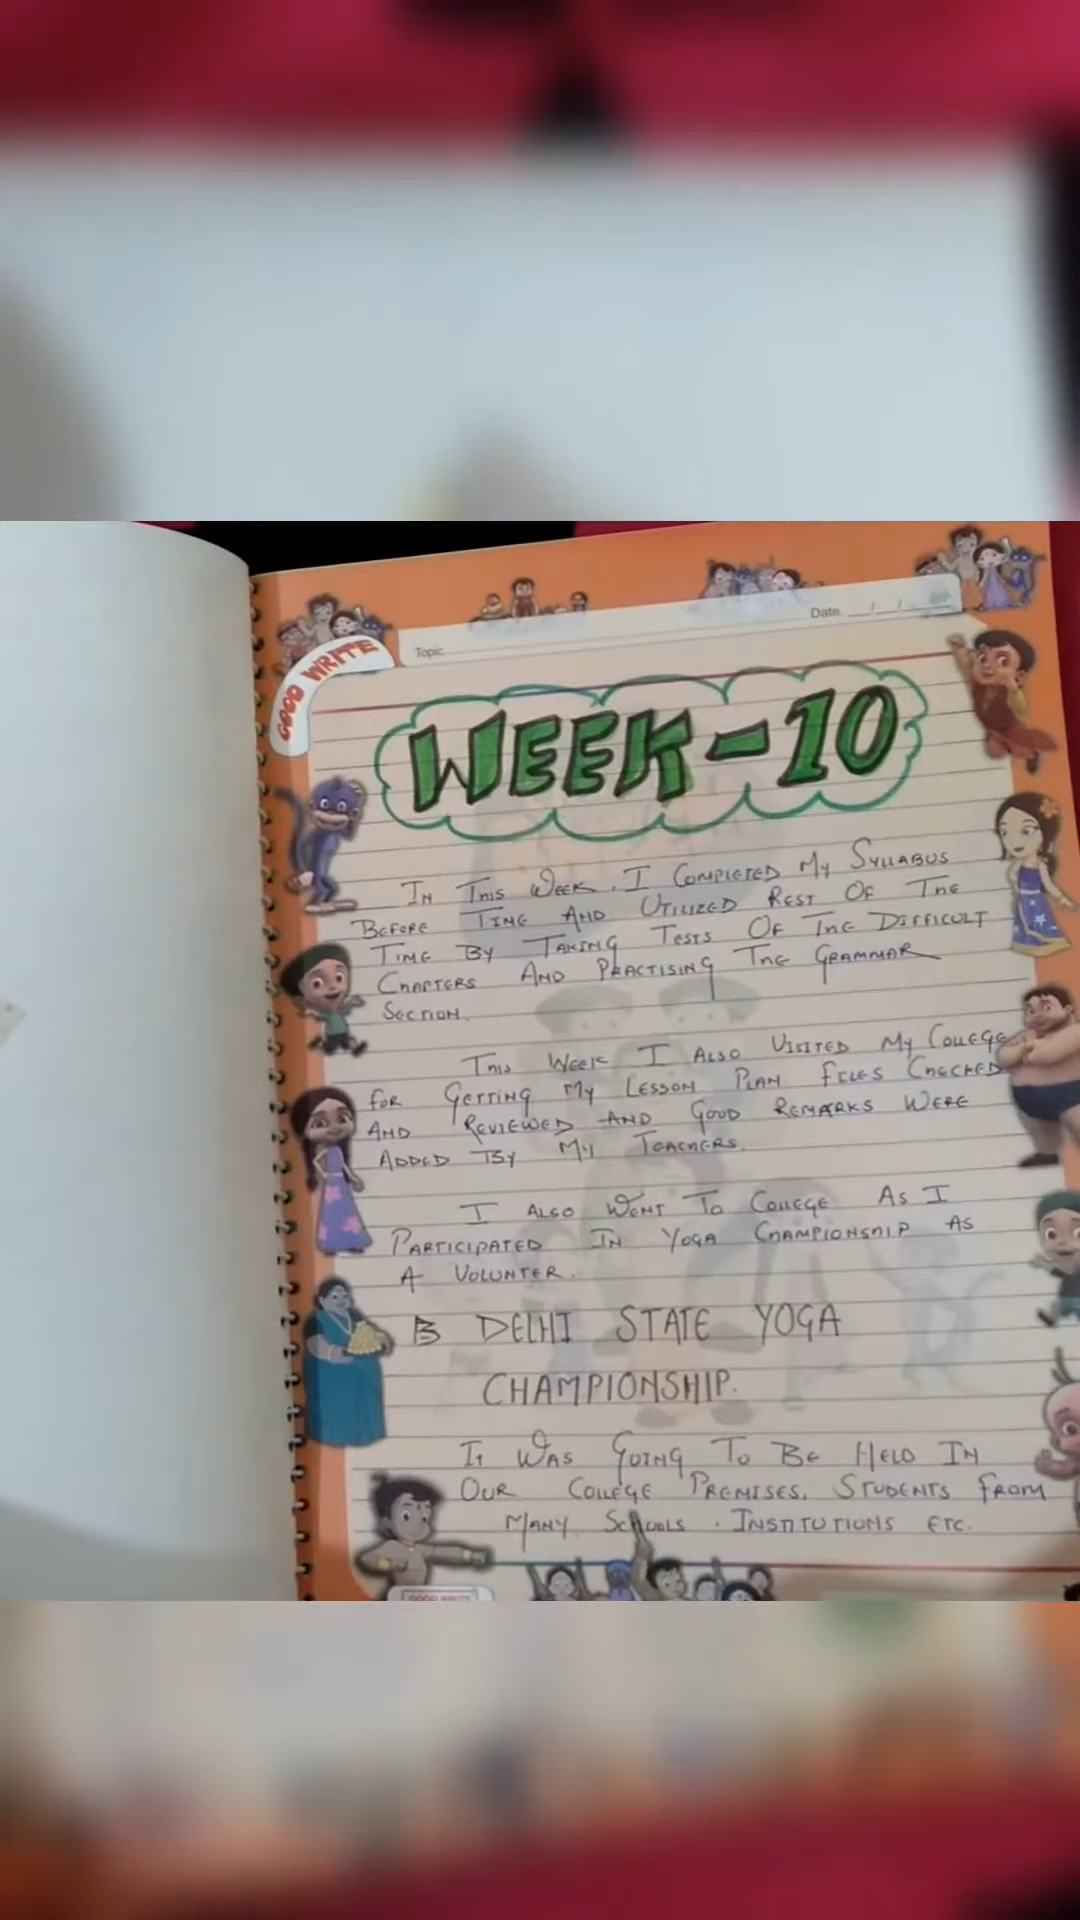 GOOD WRITE
Topic
Date / /
WEEK-10
IN THIS WEEK, I COMPLETED MY SYLLABUS
BEFORE TIME AND UTILIZED REST OF THE
TIME BY TAKING TESTS OF THE DIFFICULT
CHAPTERS AND PRACTISING THE GRAMMAR
SECTION.
THIS WEEK I ALSO VISITED MY COLLEGE
FOR GETTING MY LESSON PLAN FILES CHECKED
AND REVIEWED AND GOOD REMARKS WERE
ADDED BY MY TEACHERS.
I ALSO WENT TO COLLEGE AS I
PARTICIPATED IN YOGA CHAMPIONSHIP AS
A VOLUNTER.
DELHI STATE YOGA
CHAMPIONSHIP.
IT WAS GOING TO BE HELD IN
OUR COLLEGE PREMISES. STUDENTS FROM
MANY SCHOOLS, INSTITUTIONS ETC.
GOOD WRITE